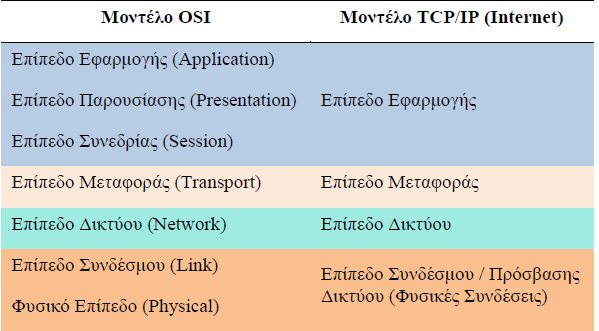 Μοντέλο OSI Μοντέλο TCP/IP (Internet)
Επίπεδο Εφαρμογής (Application)
Επίπεδο Παρουσίασης (Presentation) Επίπεδο Εφαρμογής
Επίπεδο Συνεδρίας (Session)
Επίπεδο Μεταφοράς (Transport) Επίπεδο Μεταφοράς
Επίπεδο Δικτύου (Network) Επίπεδο Δικτύου
Επίπεδο Συνδέσμου (Link)
Φυσικό Επίπεδο (Physical)
Επίπεδο Συνδέσμου / Πρόσβασης
Δικτύου (Φυσικές Συνδέσεις)